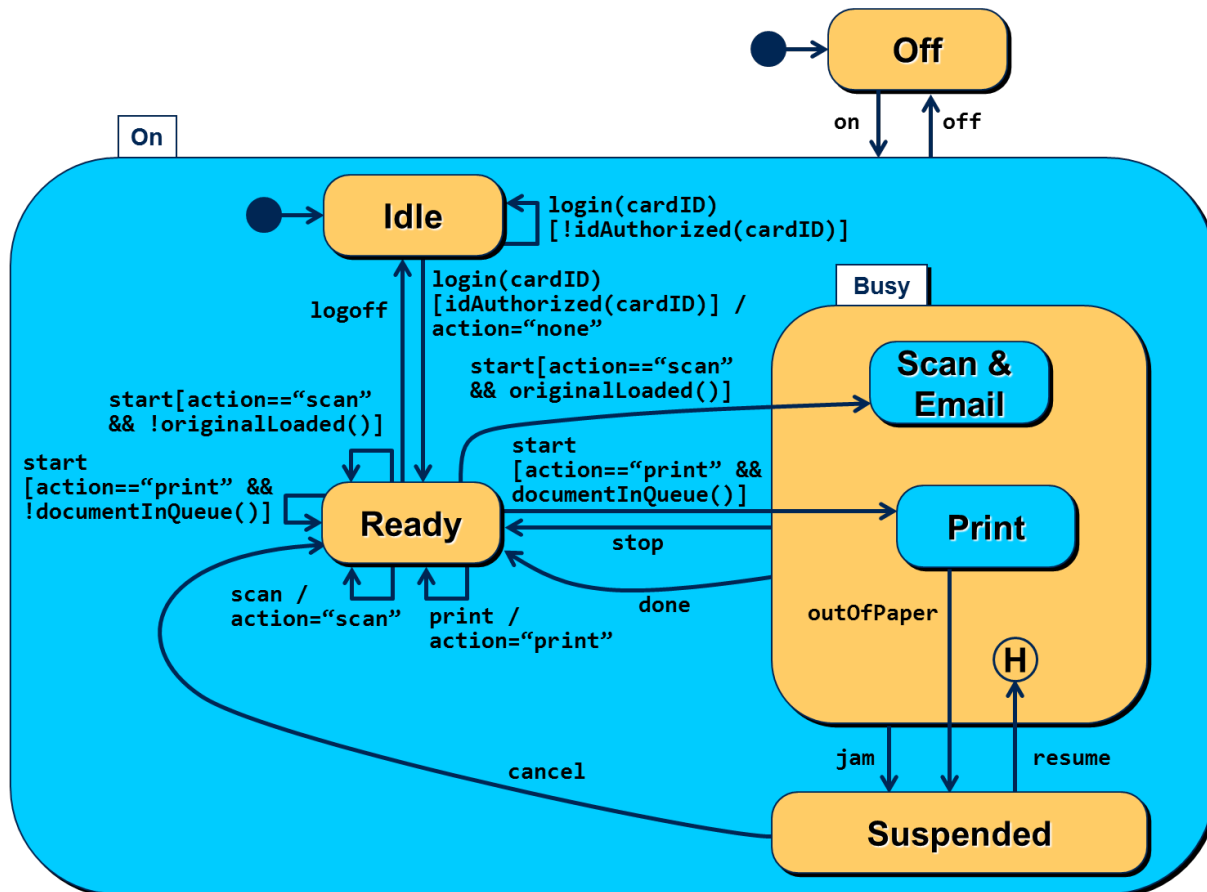 Off
on
off
On
Idle
login(cardID)
[!idAuthorized(cardID)]
login(cardID)
[idAuthorized(cardID)] /
action=“none”
logoff
Busy
Scan &
Email
start[action==“scan”
&& originalLoaded()]
start[action==“scan”
&& !originalLoaded()]
start
[action==“print” &&
documentInQueue()]
start
[action==“print” &&
!documentInQueue()]
Ready
Print
stop
done
scan /
action=“scan”
print /
action=“print”
outOfPaper
H
jam
resume
cancel
Suspended